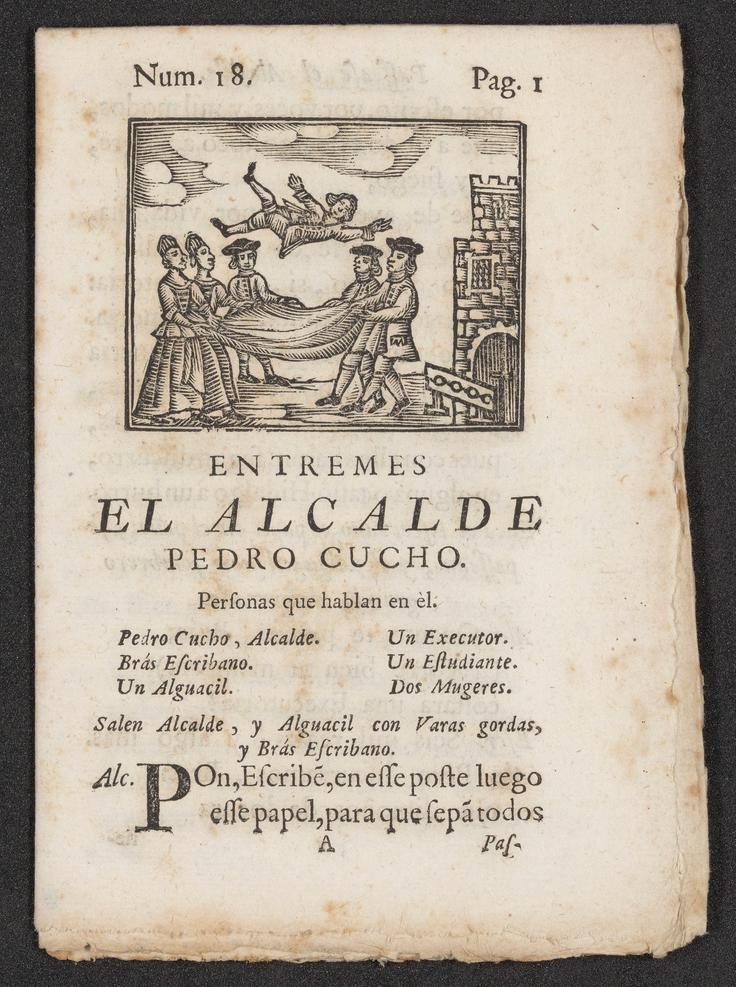 Num. 18.
Pag. 1
ENTREMES
EL ALCALDE
PEDRO CUCHO.
Perſonas que hablan en èl.
Pedro Cucho, Alcalde.
Un Executor.
Brás Eſcribano.
Un Eſtudiante.
Un Alguacil.
Dos Mugeres.
Salen Alcalde, y Alguacil con Varas gordas,
y Brás Eſcribano.
Alc. POn, Eſcribẽ, en eſſe poſte luego
eſſe papel, para que ſepã todos
A
Paſ-